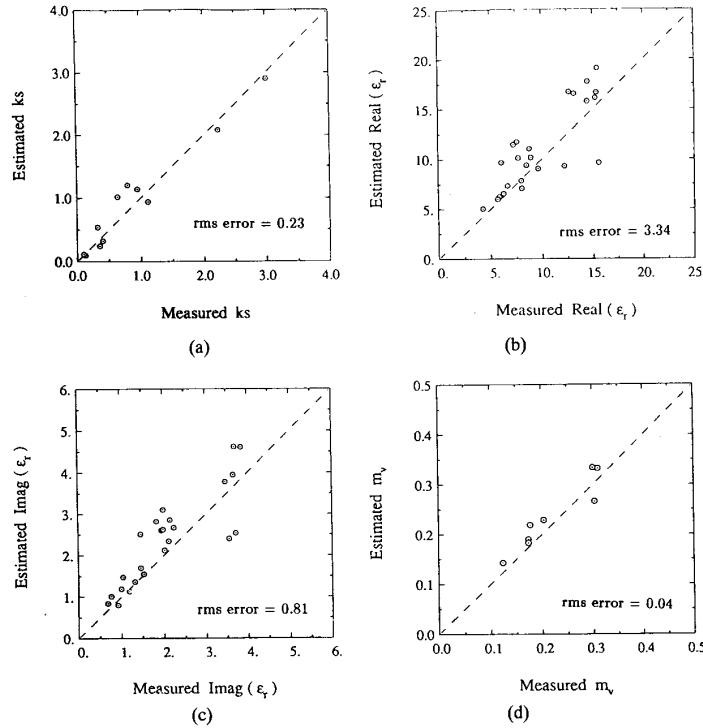 4.0
3.0
2.0
1.0
0.0
Estimated ks
rms error = 0.23
0.0 1.0 2.0 3.0 4.0
Measured ks
(a)
25.
20.
15.
10.
5.
0.
Estimated Real(εr)
rms error = 3.34
0. 5. 10. 15. 20. 25
Measured Real(εr)
(b)
6.
5.
4.
3.
2.
1.
0.
Estimated Imag(εr)
rms error = 0.81
0. 1. 2. 3. 4. 5. 6.
Measured Imag(εr)
(c)
0.5
0.4
0.3
0.2
0.1
0.0
Estimated mv
rms error = 0.04
0.0 0.1 0.2 0.3 0.4 0.5
Measured mv
(d)